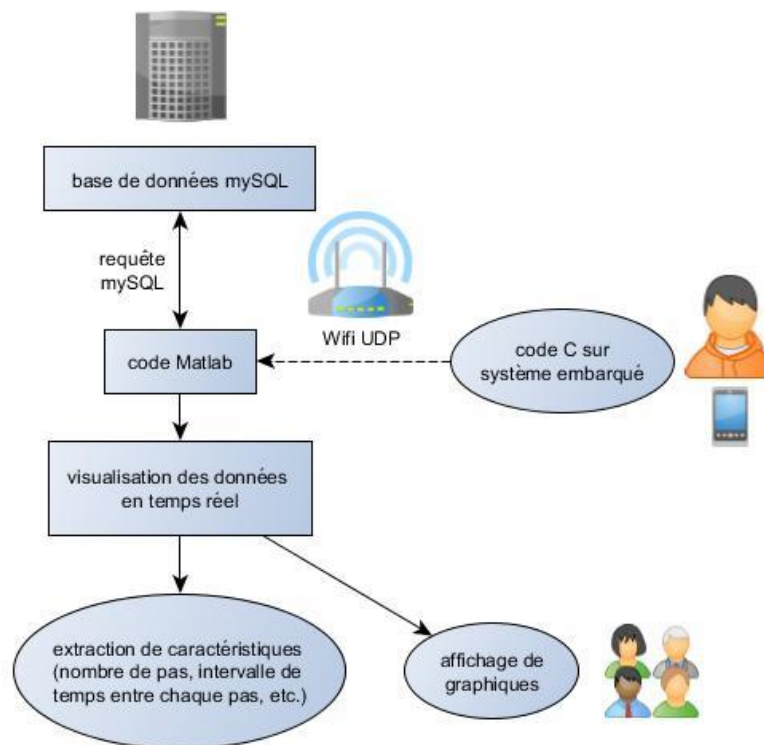 base de données mySQL
requête
mySQL
Wifi UDP
code Matlab
code C sur
système embarqué
visualisation des données
en temps réel
extraction de caractéristiques
(nombre de pas, intervalle de
temps entre chaque pas, etc.)
affichage de
graphiques